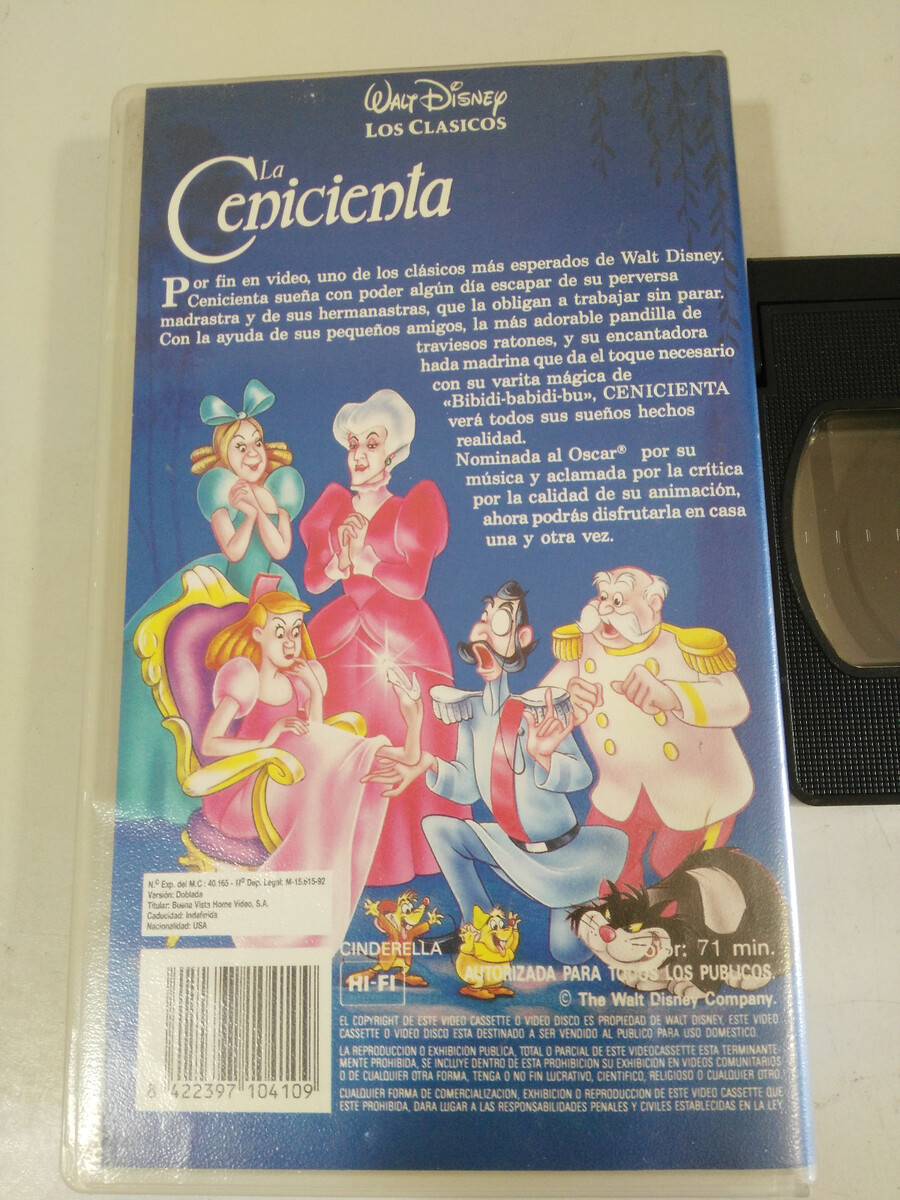 WALT DISNEY
LOS CLASICOS
La
Cenicienta
Por fin en video, uno de los clásicos más esperados de Walt Disney.
Cenicienta sueña con poder algún día escapar de su perversa
madrastra y de sus hermanastras, que la obligan a trabajar sin parar.
Con la ayuda de sus pequeños amigos, la más adorable pandilla de
traviesos ratones, y su encantadora
hada madrina que da el toque necesario
con su varita mágica de
«Bibidi-babidi-bu», CENICIENTA
verá todos sus sueños hechos
realidad.
Nominada al Oscar® por su
música y aclamada por la crítica
por la calidad de su animación,
ahora podrás disfrutarla en casa
una y otra vez.
N.º Exp. del M.C: 40.165 - Nº Dep. Legal: M-15.615-92
Versión: Doblada
Titular: Buena Vista Home Video, S.A.
Caducidad: Indefinida
Nacionalidad: USA
CINDERELLA
71 min.
HI-FI
AUTORIZADA PARA TODOS LOS PUBLICOS.
© The Walt Disney Company.
EL COPYRIGHT DE ESTE VIDEO CASSETTE O VIDEO DISCO ES PROPIEDAD DE WALT DISNEY. ESTE VIDEO
CASSETTE O VIDEO DISCO ESTA DESTINADO A SER VENDIDO AL PUBLICO PARA USO DOMESTICO.
LA REPRODUCCION O EXHIBICION PUBLICA, TOTAL O PARCIAL DE ESTE VIDEOCASSETTE ESTA TERMINANTE-
MENTE PROHIBIDA, SE INCLUYE DENTRO DE ESTA PROHIBICION SU EXHIBICION EN VIDEOS COMUNITARIOS
O DE CUALQUIER OTRA FORMA, TENGA O NO FIN LUCRATIVO, CIENTIFICO, RELIGIOSO O CUALQUIER OTRO.
CUALQUIER FORMA DE COMERCIALIZACION, EXHIBICION O REPRODUCCION DE ESTE VIDEO CASSETTE QUE
ESTE PROHIBIDA, DARA LUGAR A LAS RESPONSABILIDADES PENALES Y CIVILES ESTABLECIDAS EN LA LEY.
8 422397 104109